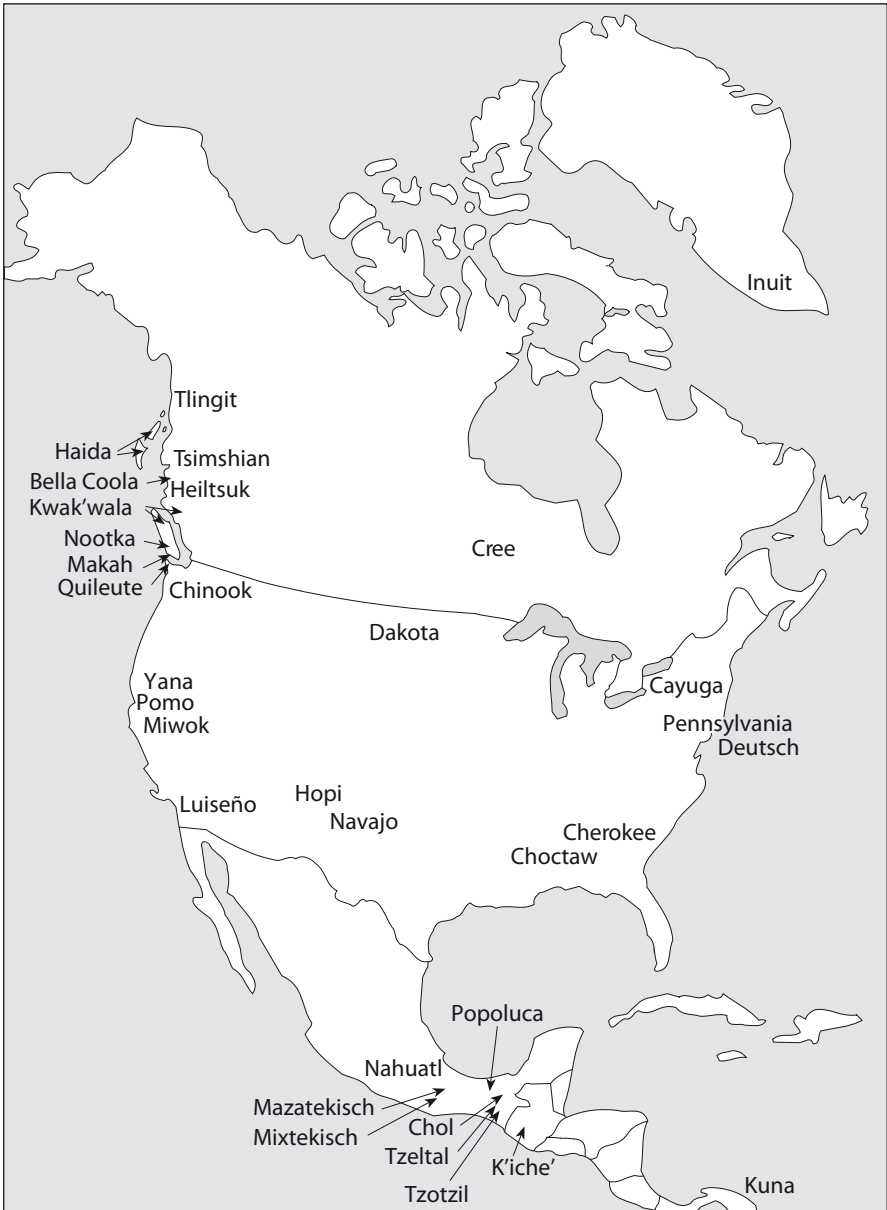 Inuit
Tlingit
Haida
Tsimshian
Bella Coola
Heiltsuk
Kwak'wala
Nootka
Cree
Makah
Quileute
Chinook
Dakota
Yana
Cayuga
Pomo
Miwok
Pennsylvania
Deutsch
Hopi
Luiseño
Navajo
Cherokee
Choctaw
Popoluca
Nahuatl
Mazatekisch
Mixtekisch
Chol
Tzeltal
K'iche'
Tzotzil
Kuna